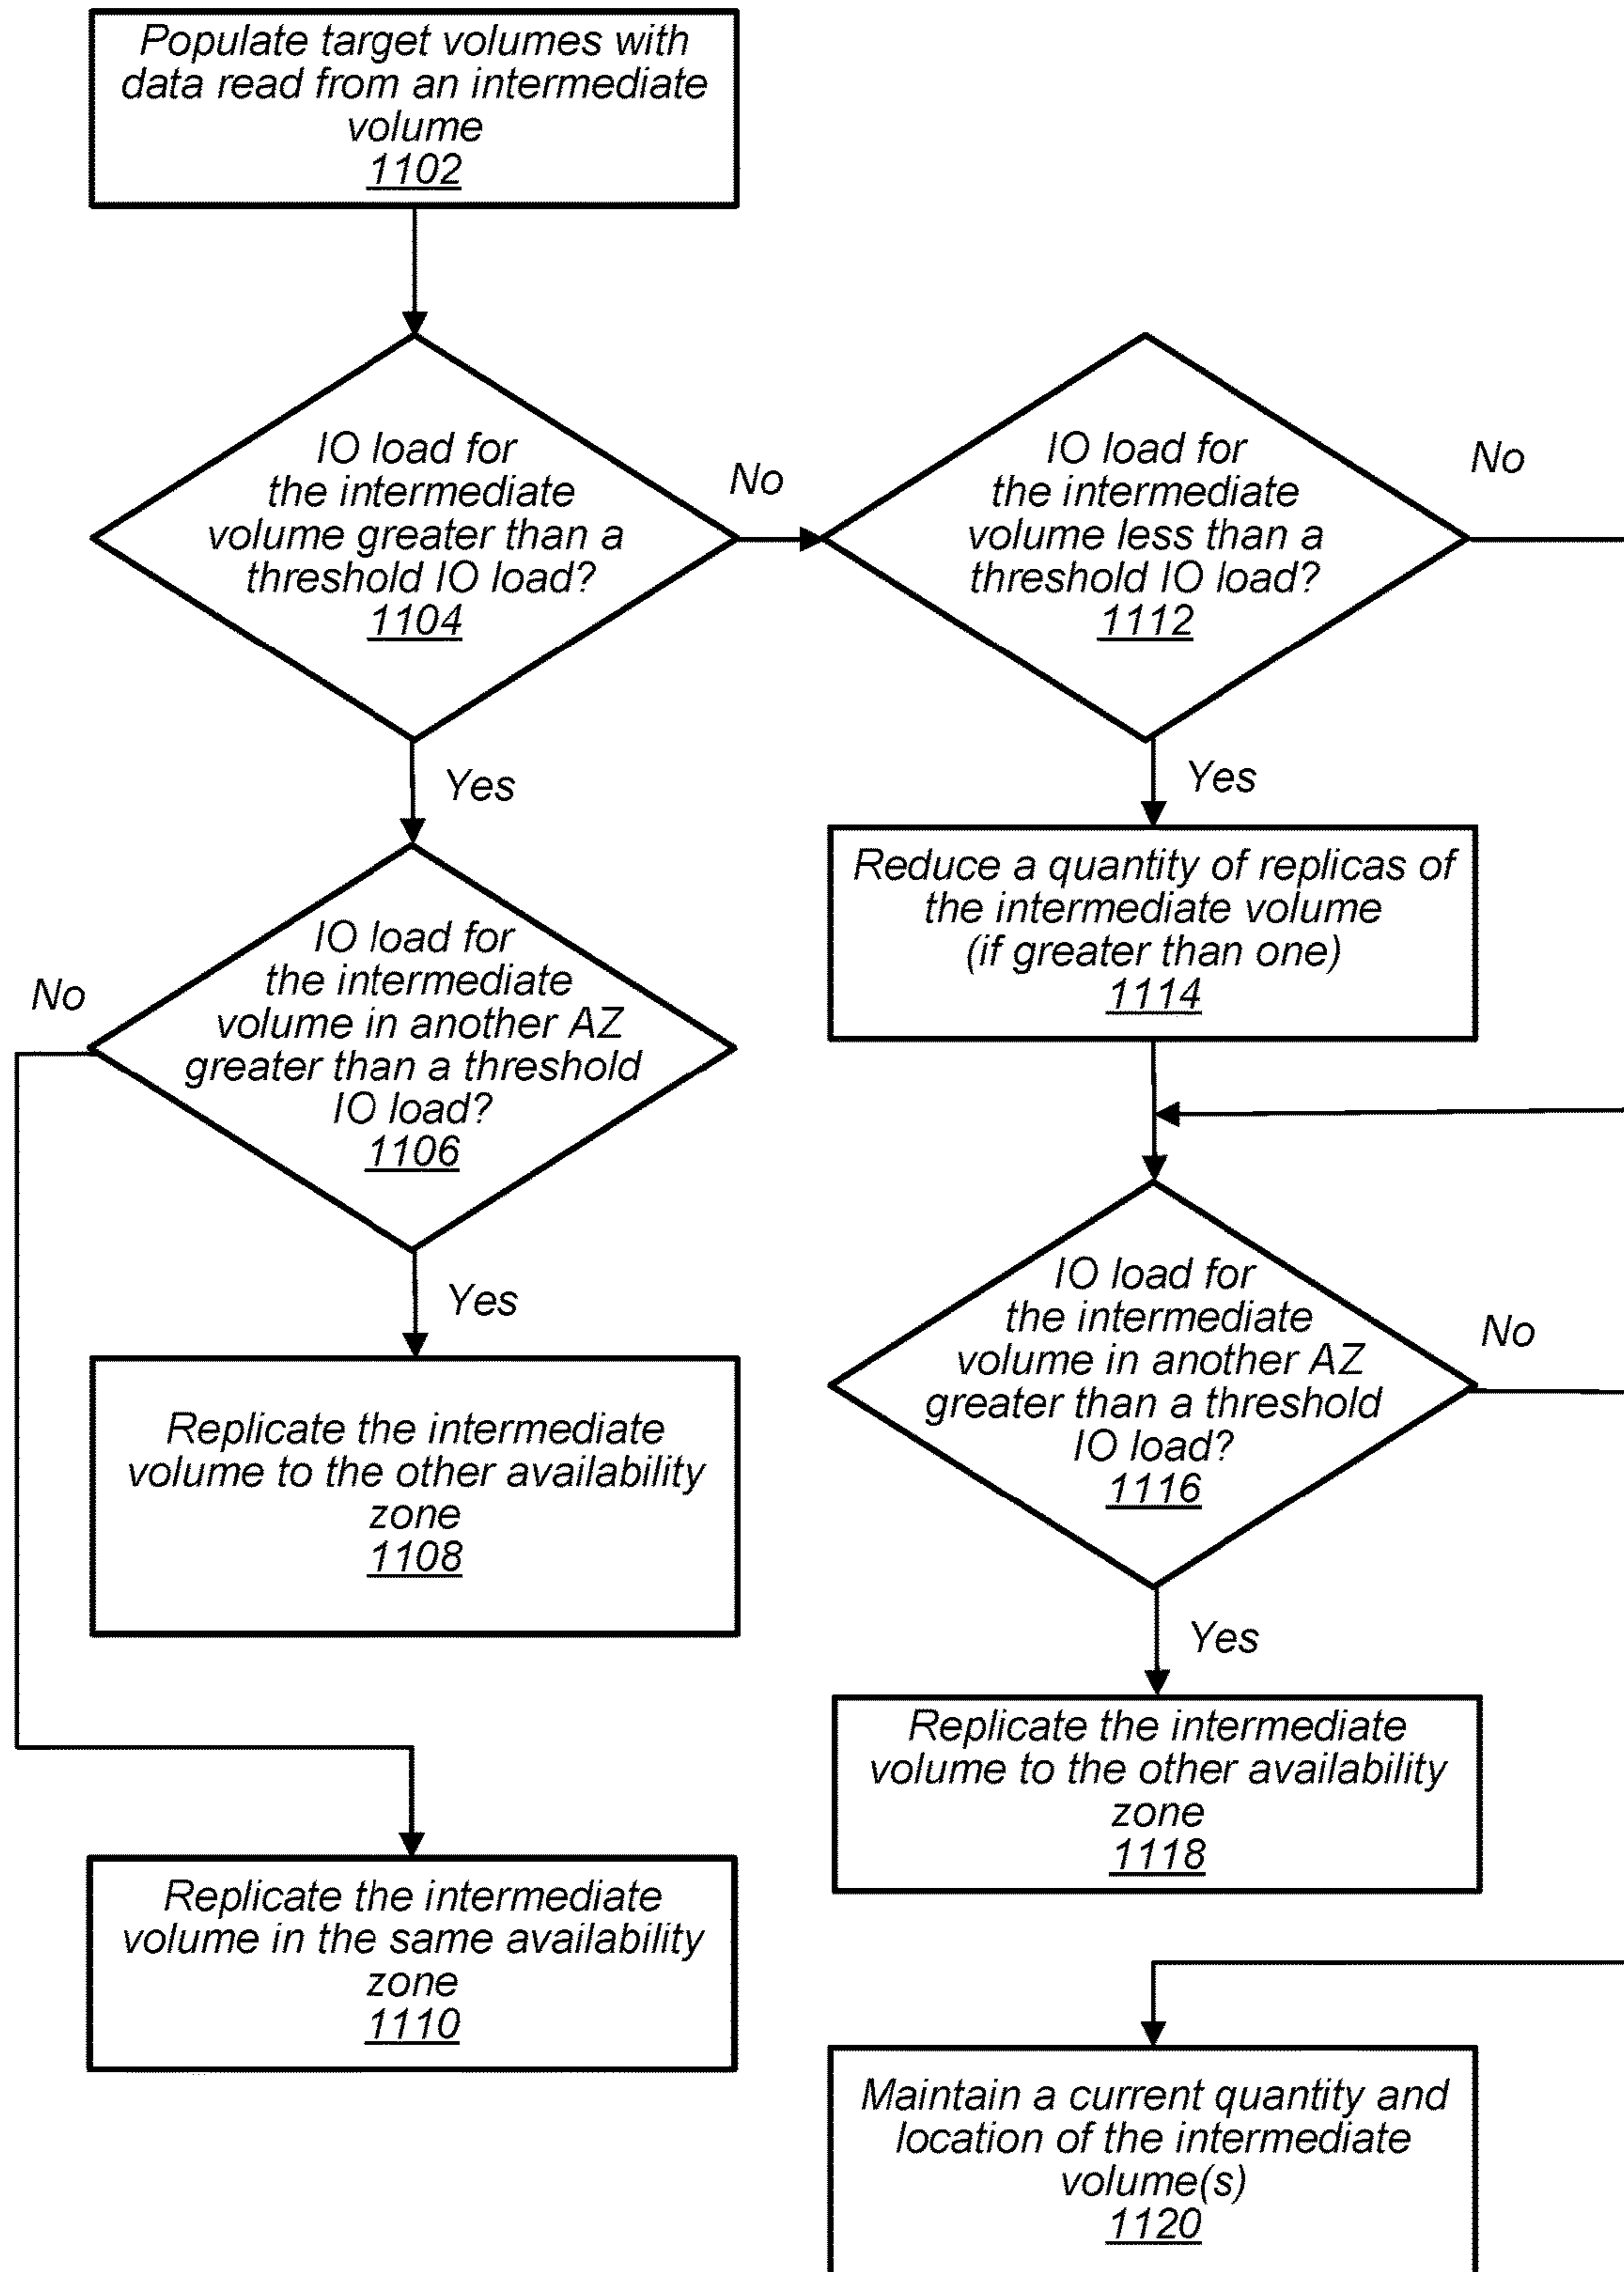 Populate target volumes with
data read from an intermediate
volume
1102
IO load for
the intermediate
volume greater than a
threshold IO load?
1104
No
IO load for
the intermediate
volume less than a
threshold IO load?
1112
No
Yes
Yes
Reduce a quantity of replicas of
the intermediate volume
(if greater than one)
1114
IO load for
the intermediate
volume in another AZ
greater than a threshold
IO load?
1106
No
Yes
IO load for
the intermediate
volume in another AZ
greater than a threshold
IO load?
1116
No
Yes
Replicate the intermediate
volume to the other availability
zone
1108
Replicate the intermediate
volume to the other availability
zone
1118
Replicate the intermediate
volume in the same availability
zone
1110
Maintain a current quantity and
location of the intermediate
volume(s)
1120